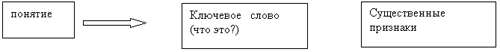 понятие
Ключевое слово
(что это?)
Существенные
признаки